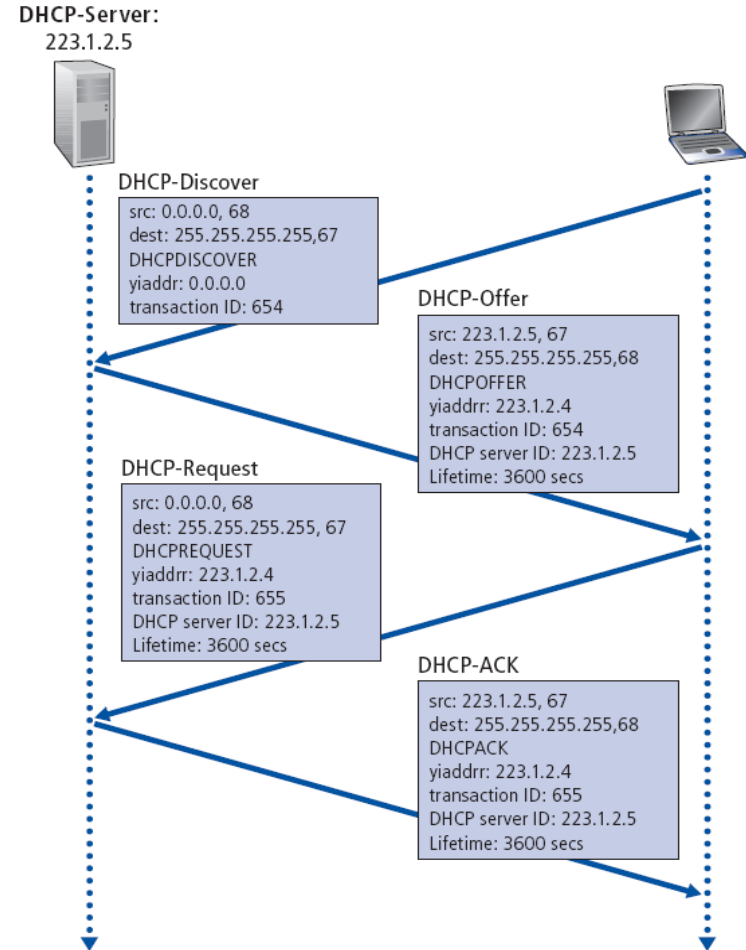 DHCP-Server:
223.1.2.5
DHCP-Discover
src: 0.0.0.0, 68
dest: 255.255.255.255,67
DHCPDISCOVER
yiaddr: 0.0.0.0
transaction ID: 654
DHCP-Offer
src: 223.1.2.5, 67
dest: 255.255.255.255,68
DHCPOFFER
yiaddrr: 223.1.2.4
transaction ID: 654
DHCP server ID: 223.1.2.5
Lifetime: 3600 secs
DHCP-Request
src: 0.0.0.0, 68
dest: 255.255.255.255, 67
DHCPREQUEST
yiaddrr: 223.1.2.4
transaction ID: 655
DHCP server ID: 223.1.2.5
Lifetime: 3600 secs
DHCP-ACK
src: 223.1.2.5, 67
dest: 255.255.255.255,68
DHCPACK
yiaddrr: 223.1.2.4
transaction ID: 655
DHCP server ID: 223.1.2.5
Lifetime: 3600 secs